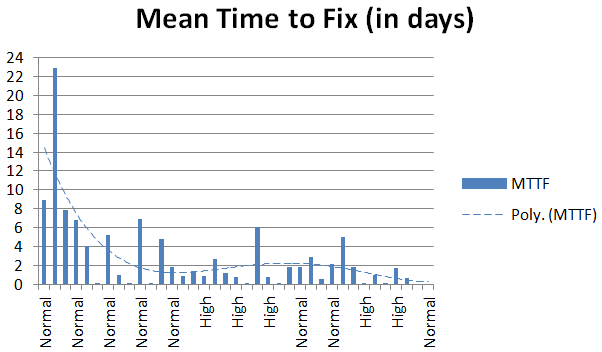 Mean Time to Fix (in days)
24
22
20
18
16
14
12
10
8
6
4
2
0
Normal
Normal
Normal
Normal
Normal
High
High
High
Normal
Normal
High
High
Normal
MTTF
Poly. (MTTF)